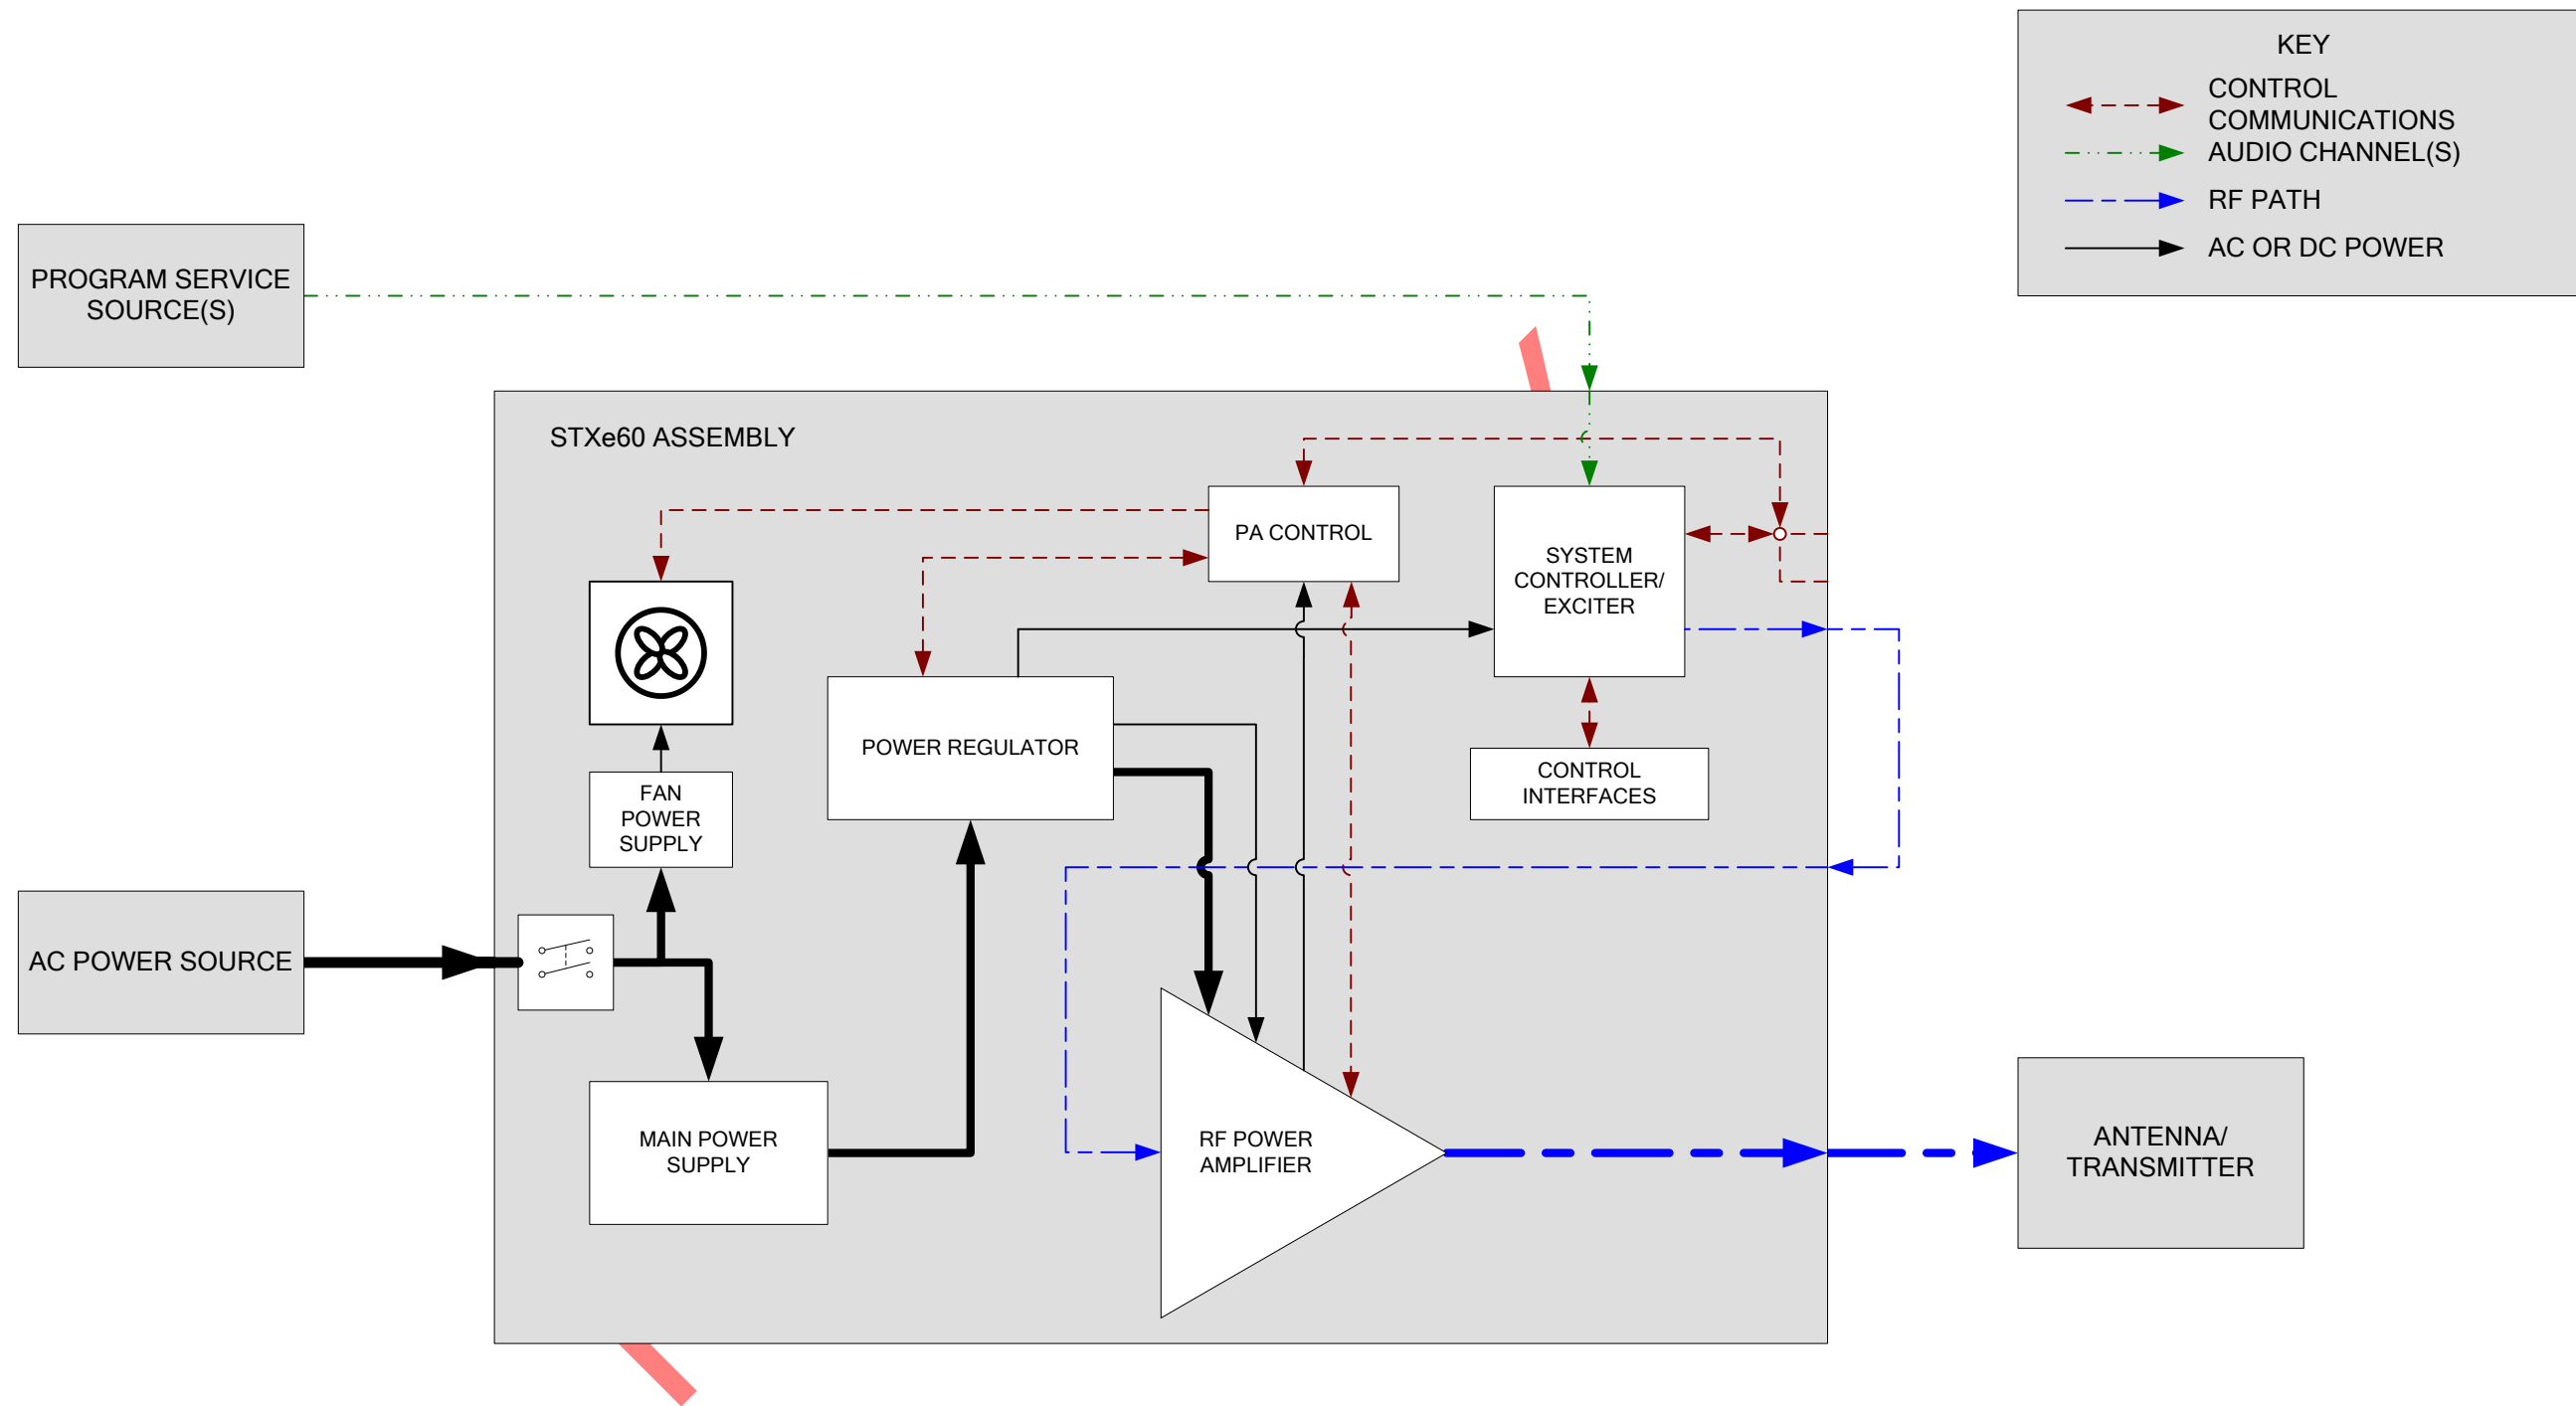 KEY
CONTROL
COMMUNICATIONS
AUDIO CHANNEL(S)
RF PATH
AC OR DC POWER
PROGRAM SERVICE
SOURCE(S)
STXe60 ASSEMBLY
PA CONTROL
SYSTEM
CONTROLLER/
EXCITER
POWER REGULATOR
CONTROL
INTERFACES
FAN
POWER
SUPPLY
AC POWER SOURCE
MAIN POWER
SUPPLY
RF POWER
AMPLIFIER
ANTENNA/
TRANSMITTER